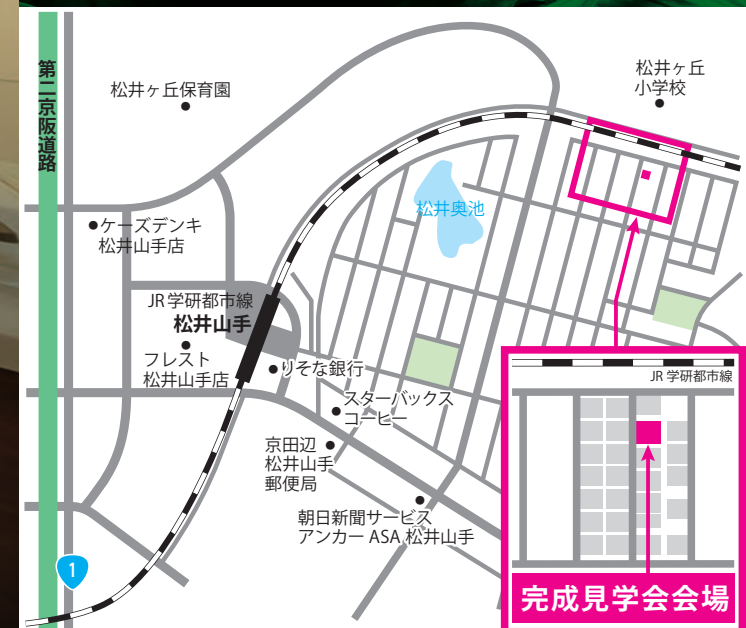 第二京阪道路
松井ヶ丘保育園
松井ヶ丘
小学校
松井奥池
ケーズデンキ
松井山手店
JR学研都市線
松井山手
フレスト
松井山手店
りそな銀行
スターバックス
コーヒー
京田辺
松井山手
郵便局
朝日新聞サービス
アンカー ASA 松井山手
1
JR 学研都市線
完成見学会会場